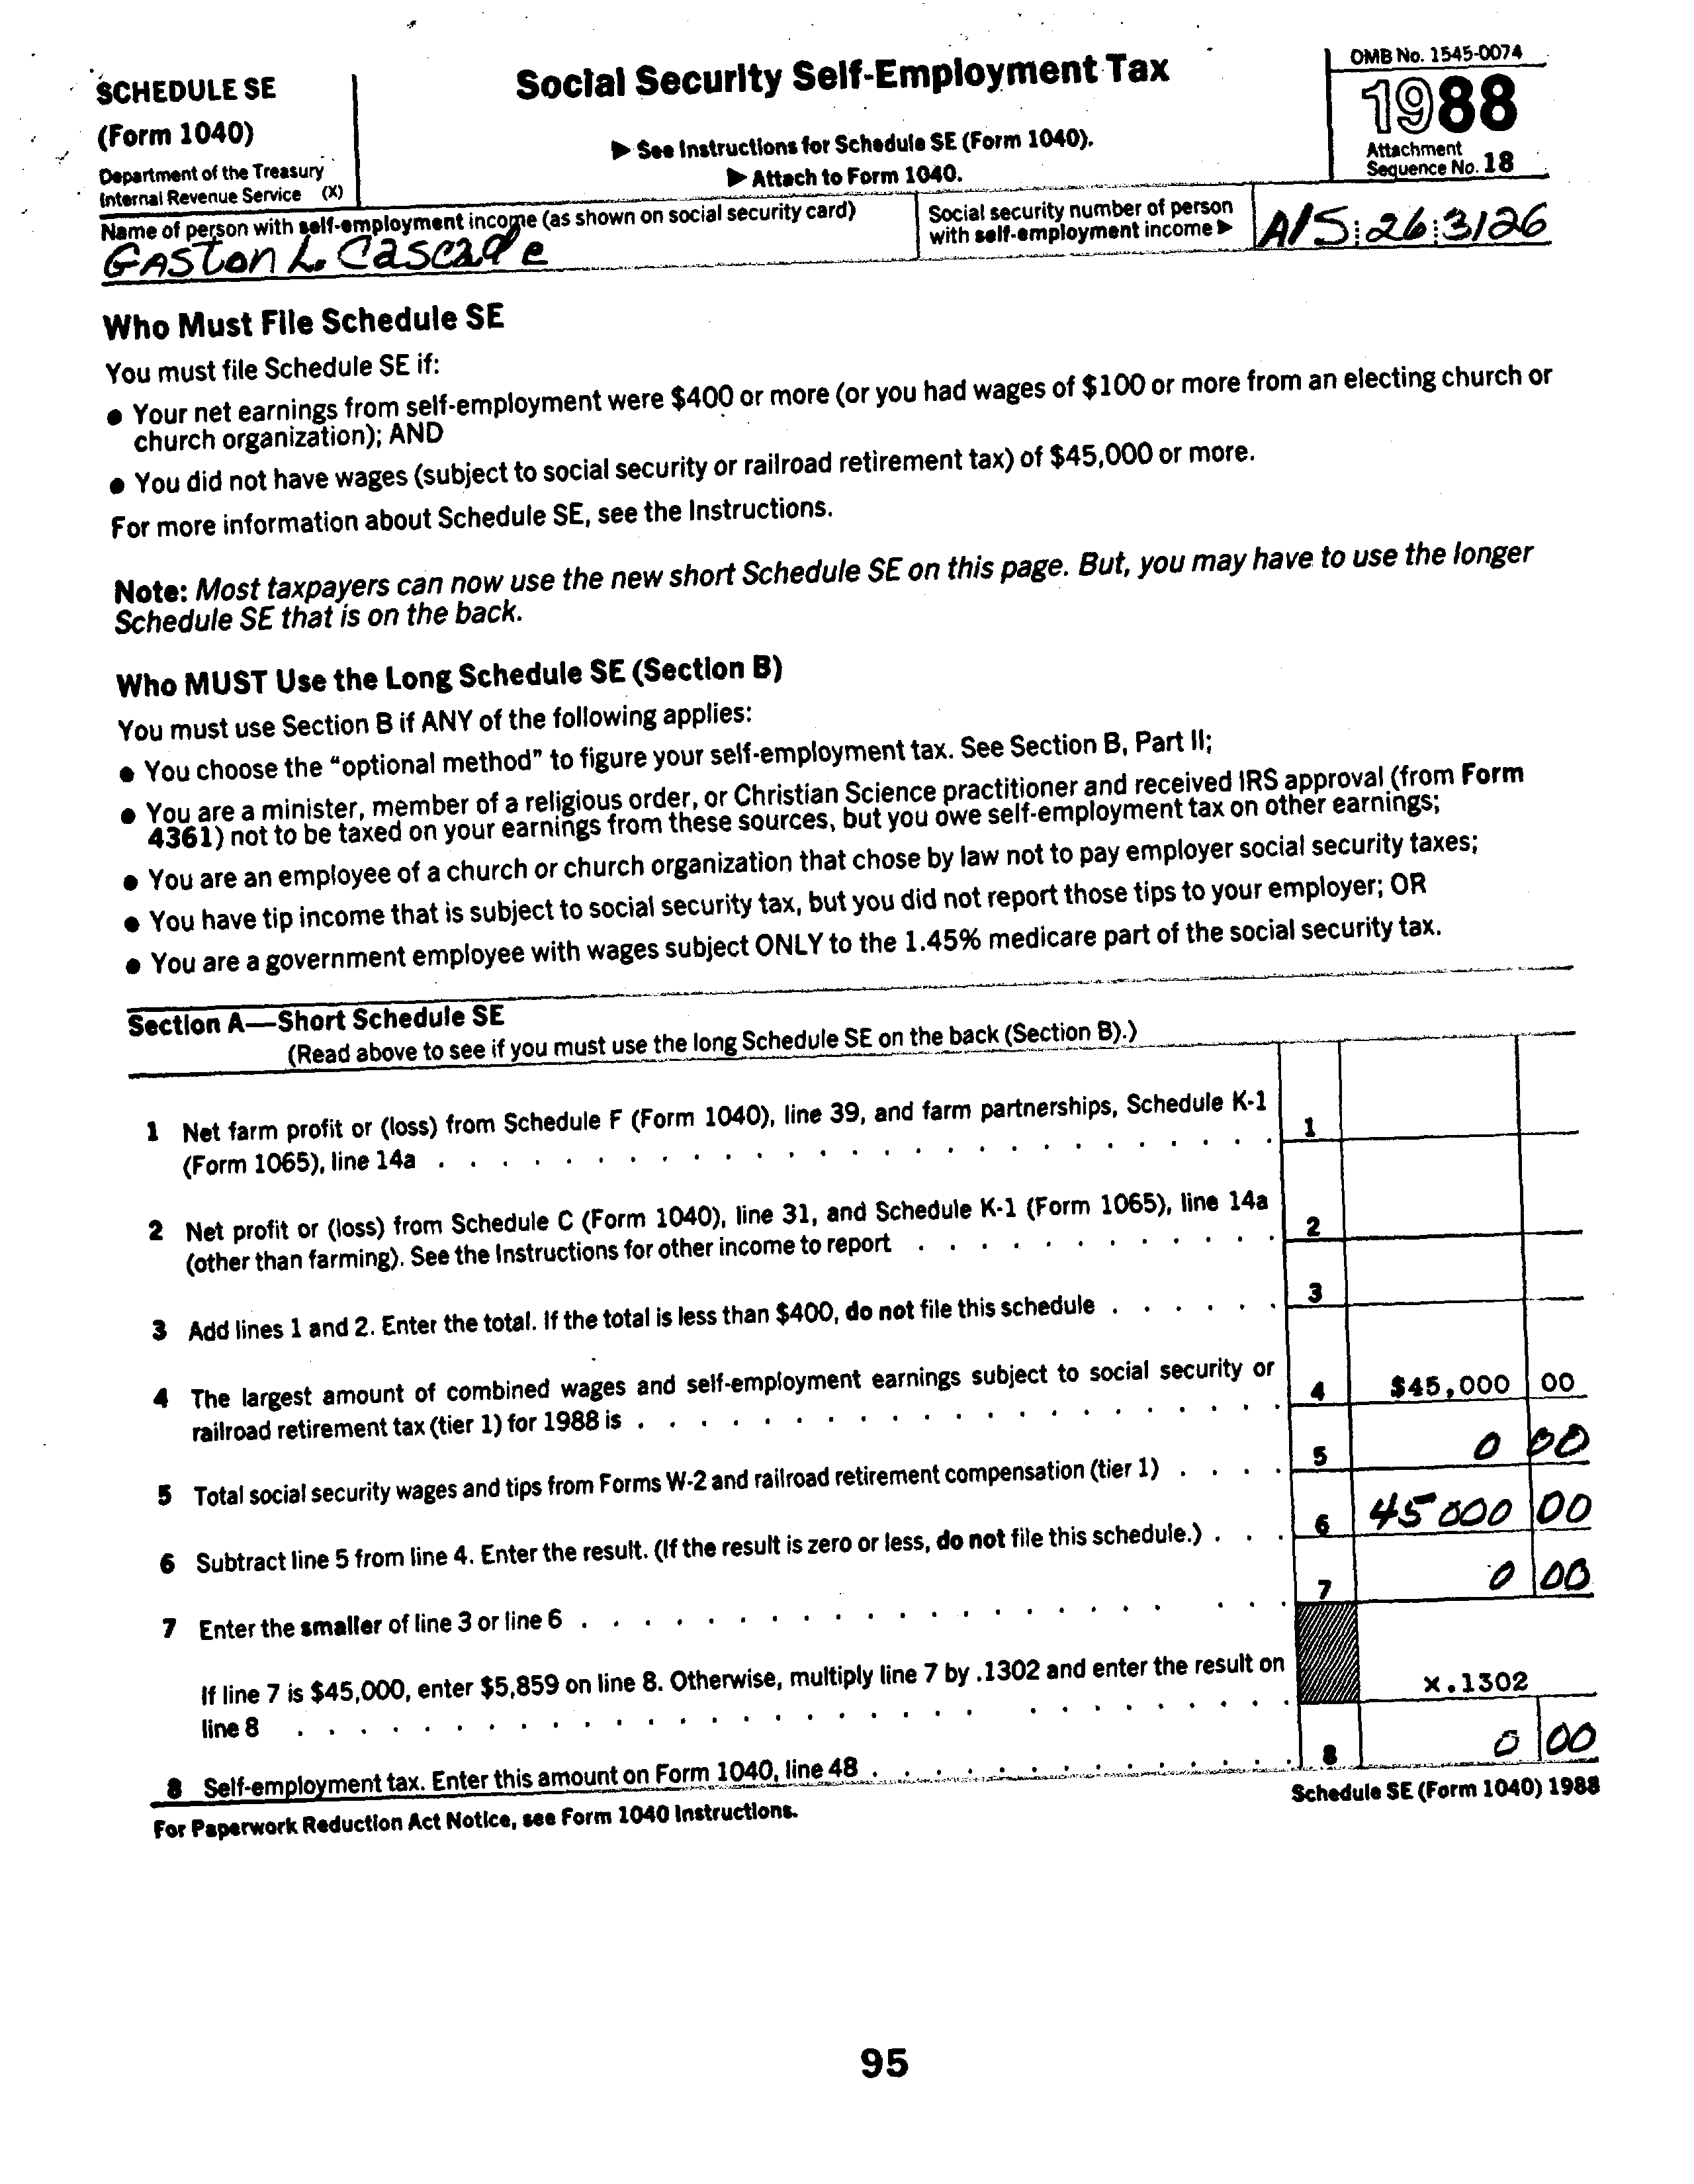 SCHEDULE SE
(Form 1040)
Department of the Treasury
Internal Revenue Service (X)
Social Security Self-Employment Tax
▶ See Instructions for Schedule SE (Form 1040).
▶ Attach to Form 1040.
OMB No. 1545-0074
1988
Attachment
Sequence No. 18
Name of person with self-employment income (as shown on social security card)
GASton L. Cascade
Social security number of person
with self-employment income ▶
A15:26:3126
Who Must File Schedule SE
You must file Schedule SE if:
● Your net earnings from self-employment were $400 or more (or you had wages of $100 or more from an electing church or
church organization); AND
● You did not have wages (subject to social security or railroad retirement tax) of $45,000 or more.
For more information about Schedule SE, see the Instructions.
Note: Most taxpayers can now use the new short Schedule SE on this page. But, you may have to use the longer
Schedule SE that is on the back.
Who MUST Use the Long Schedule SE (Section B)
You must use Section B if ANY of the following applies:
● You choose the "optional method" to figure your self-employment tax. See Section B, Part II;
● You are a minister, member of a religious order, or Christian Science practitioner and received IRS approval (from Form
4361) not to be taxed on your earnings from these sources, but you owe self-employment tax on other earnings;
● You are an employee of a church or church organization that chose by law not to pay employer social security taxes;
● You have tip income that is subject to social security tax, but you did not report those tips to your employer; OR
● You are a government employee with wages subject ONLY to the 1.45% medicare part of the social security tax.
Section A—Short Schedule SE
(Read above to see if you must use the long Schedule SE on the back (Section B).)
1 Net farm profit or (loss) from Schedule F (Form 1040), line 39, and farm partnerships, Schedule K-1
(Form 1065), line 14a . . . . . . . . . . . . . . . . . . . . . . . . . . . 1
2 Net profit or (loss) from Schedule C (Form 1040), line 31, and Schedule K-1 (Form 1065), line 14a
(other than farming). See the Instructions for other income to report . . . . . . . . . . . . 2
3 Add lines 1 and 2. Enter the total. If the total is less than $400, do not file this schedule . . . . . . 3
4 The largest amount of combined wages and self-employment earnings subject to social security or
railroad retirement tax (tier 1) for 1988 is . . . . . . . . . . . . . . . . . . . . . 4 $45,000 00
5 Total social security wages and tips from Forms W-2 and railroad retirement compensation (tier 1) . . . . 5 0 00
6 Subtract line 5 from line 4. Enter the result. (If the result is zero or less, do not file this schedule.) . . . 6 45000 00
7 Enter the smaller of line 3 or line 6 . . . . . . . . . . . . . . . . . . . . . . 7 0 00
If line 7 is $45,000, enter $5,859 on line 8. Otherwise, multiply line 7 by .1302 and enter the result on
line 8 . . . . . . . . . . . . . . . . . . . . . . . . . . . . . . . x.1302
8 Self-employment tax. Enter this amount on Form 1040, line 48 . . . . . . . . . . . . . . 8 0 00
For Paperwork Reduction Act Notice, see Form 1040 Instructions.
Schedule SE (Form 1040) 1988
95